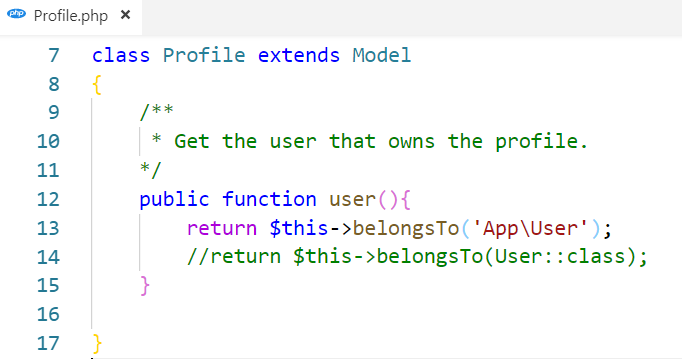 php Profile.php ×
7 class Profile extends Model
8 {
9 /**
10 * Get the user that owns the profile.
11 */
12 public function user(){
13 return $this->belongsTo('App\User');
14 //return $this->belongsTo(User::class);
15 }
16
17 }